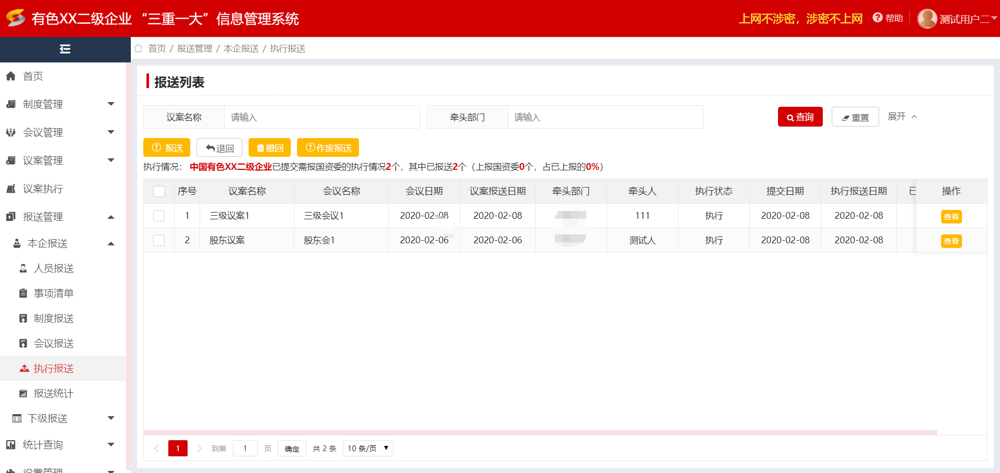 有色XX二级企业 “三重一大” 信息管理系统
上网不涉密，涉密不上网
帮助
测试用户二
首页 / 报送管理 / 本企报送 / 执行报送
首页
制度管理
会议管理
议案管理
议案执行
报送管理
本企报送
人员报送
事项清单
制度报送
会议报送
执行报送
报送统计
下级报送
统计查询
设置管理
报送列表
议案名称 请输入 牵头部门 请输入 查询 重置 展开
报送 退回 撤回 作废报送
执行情况： 中国有色XX二级企业已提交需报国资委的执行情况2个，其中已报送2个（上报国资委0个，占已上报的0%）
序号 议案名称 会议名称 会议日期 议案报送日期 牵头部门 牵头人 执行状态 提交日期 执行报送日期 已 操作
1 三级议案1 三级会议1 2020-02-08 2020-02-08 111 执行 2020-02-08 2020-02-08 查看
2 股东议案 股东会1 2020-02-06 2020-02-06 测试人 执行 2020-02-08 2020-02-08 查看
1 到第 1 页 确定 共 2 条 10 条/页